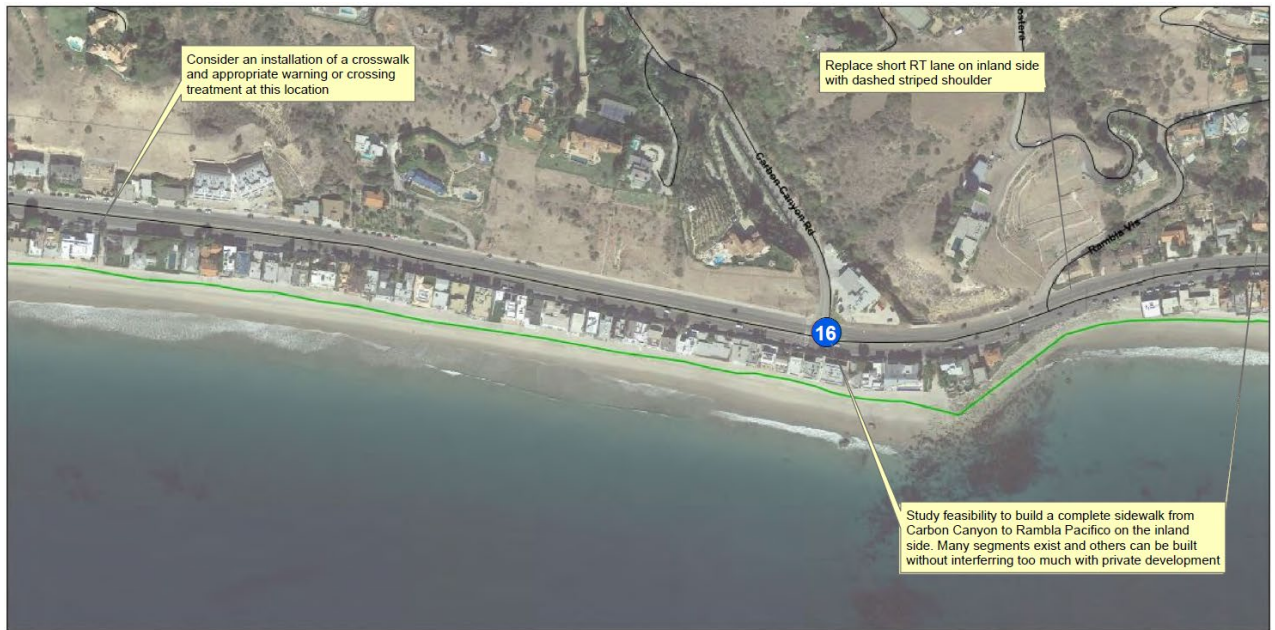 Consider an installation of a crosswalk
and appropriate warning or crossing
treatment at this location
Replace short RT lane on inland side
with dashed striped shoulder
Carbon Canyon Rd
Rambla Vis
16
Study feasibility to build a complete sidewalk from
Carbon Canyon to Rambla Pacifico on the inland
side. Many segments exist and others can be built
without interferring too much with private development